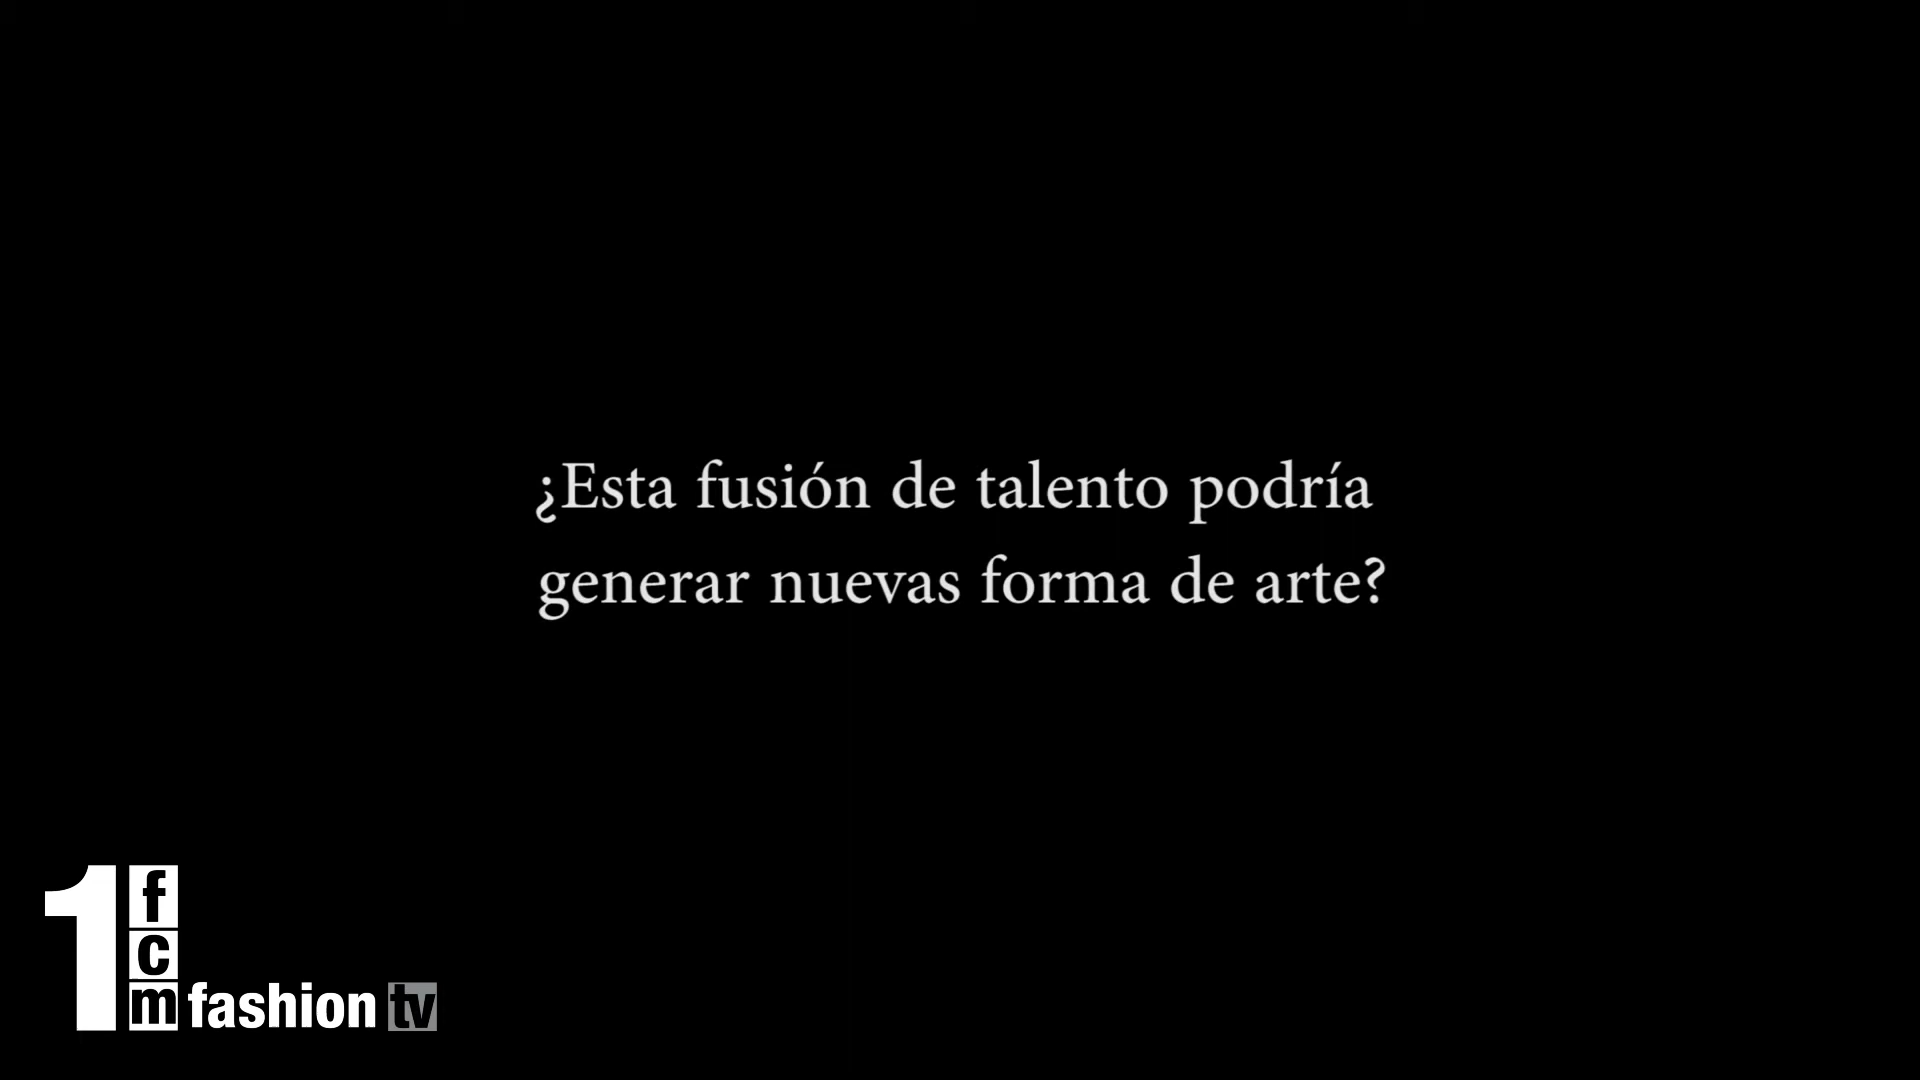 ¿Esta fusión de talento podría
generar nuevas forma de arte?
1 f
c
m fashion tv